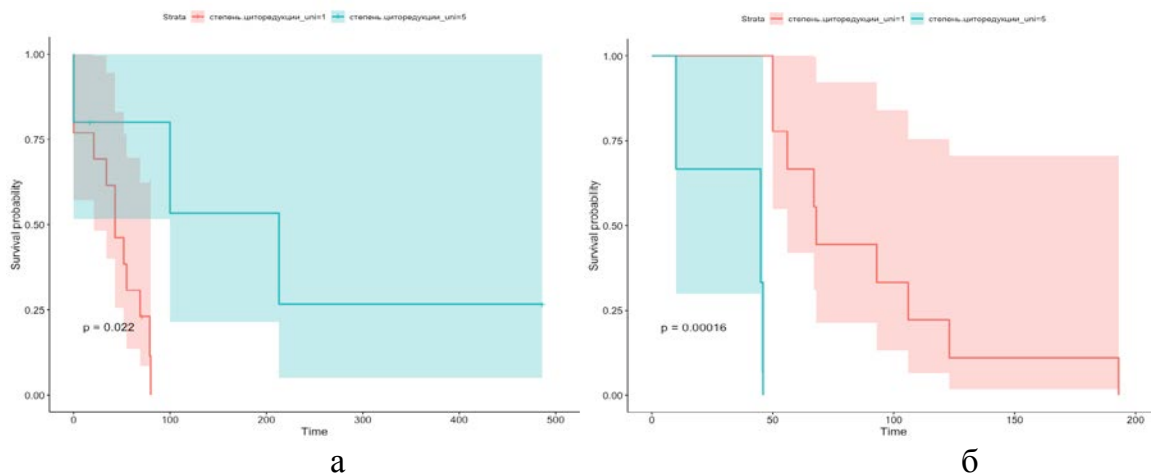 Strata степень.циторедукции_uni=1 степень.циторедукции_uni=5
1.00
0.75
0.50
0.25
0.00
Survival probability
p = 0.022
0 100 200 300 400 500
Time
а
Strata степень.циторедукции_uni=1 степень.циторедукции_uni=5
1.00
0.75
0.50
0.25
0.00
Survival probability
p = 0.00016
0 50 100 150 200
Time
б